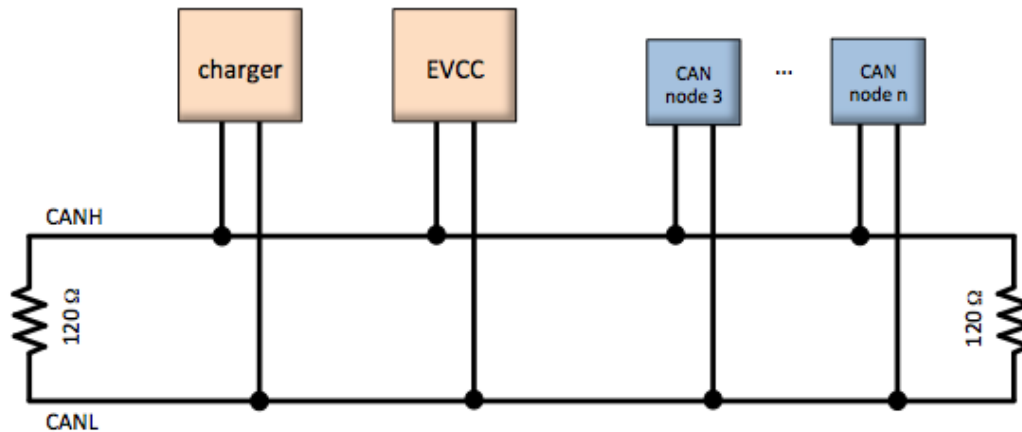 charger
EVCC
CAN
node 3
...
CAN
node n
CANH
120 Ω
120 Ω
CANL